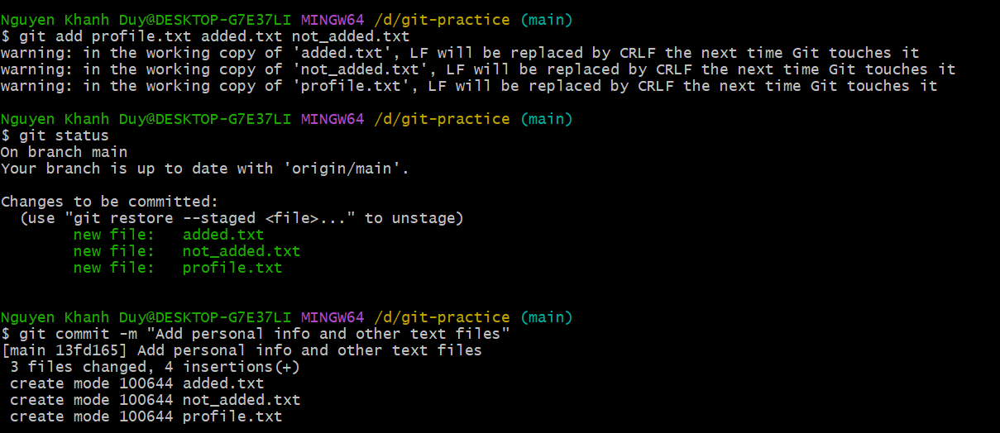 Nguyen Khanh Duy@DESKTOP-G7E37LI MINGW64 /d/git-practice (main)
$ git add profile.txt added.txt not_added.txt
warning: in the working copy of 'added.txt', LF will be replaced by CRLF the next time Git touches it
warning: in the working copy of 'not_added.txt', LF will be replaced by CRLF the next time Git touches it
warning: in the working copy of 'profile.txt', LF will be replaced by CRLF the next time Git touches it
Nguyen Khanh Duy@DESKTOP-G7E37LI MINGW64 /d/git-practice (main)
$ git status
On branch main
Your branch is up to date with 'origin/main'.
Changes to be committed:
  (use "git restore --staged <file>..." to unstage)
        new file:   added.txt
        new file:   not_added.txt
        new file:   profile.txt
Nguyen Khanh Duy@DESKTOP-G7E37LI MINGW64 /d/git-practice (main)
$ git commit -m "Add personal info and other text files"
[main 13fd165] Add personal info and other text files
 3 files changed, 4 insertions(+)
 create mode 100644 added.txt
 create mode 100644 not_added.txt
 create mode 100644 profile.txt